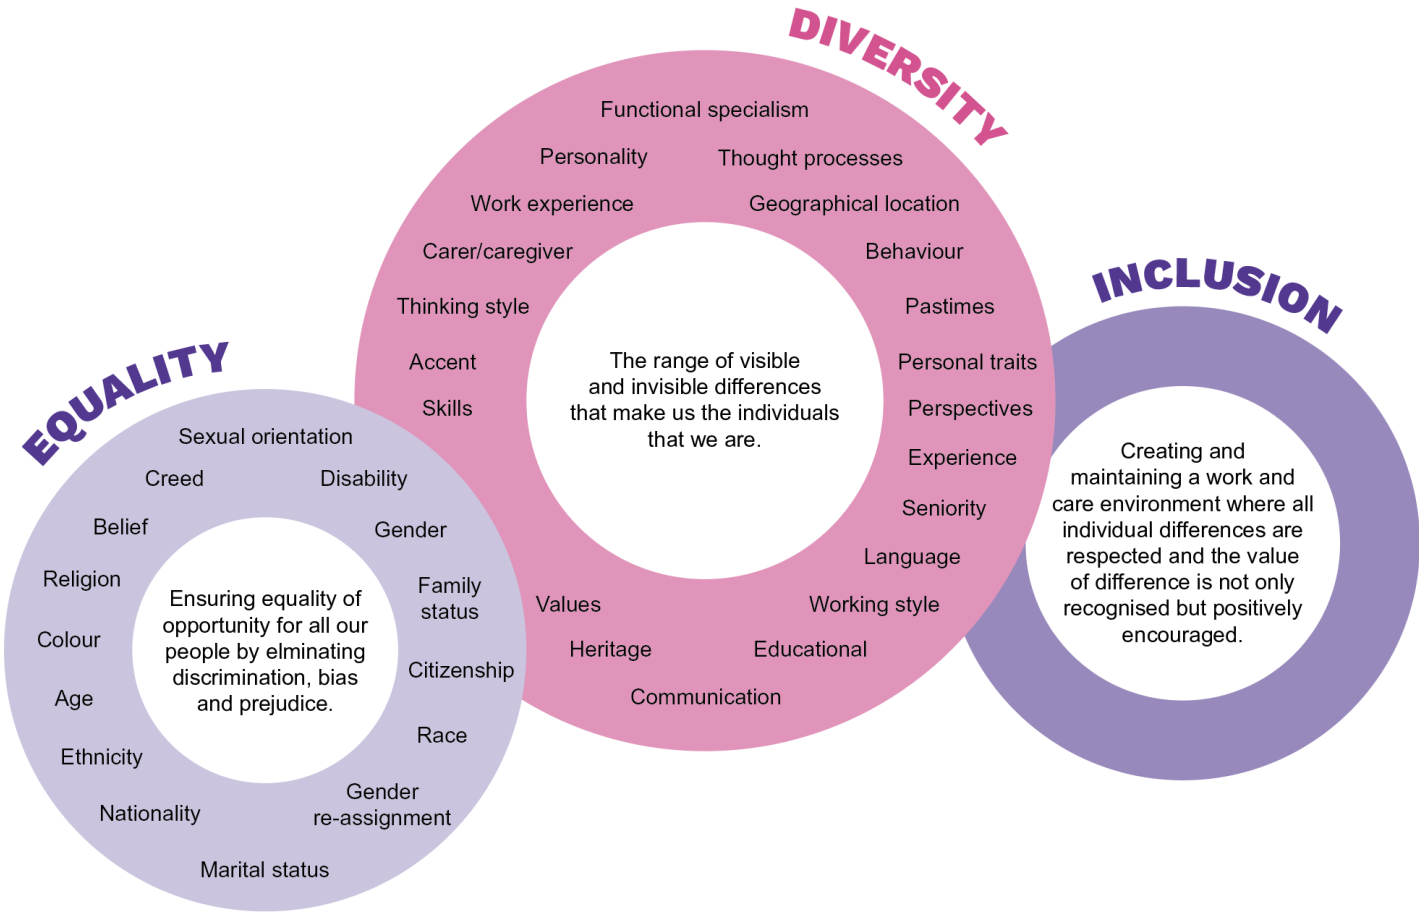 DIVERSITY
Functional specialism
Personality
Thought processes
Work experience
Geographical location
Carer/caregiver
Behaviour
Thinking style
Pastimes
Accent
Personal traits
Skills
Perspectives
Experience
Seniority
Language
Values
Working style
Heritage
Educational
Communication
The range of visible
and invisible differences
that make us the individuals
that we are.
EQUALITY
Sexual orientation
Creed
Disability
Belief
Gender
Religion
Family
status
Colour
Citizenship
Age
Race
Ethnicity
Gender
re-assignment
Nationality
Marital status
Ensuring equality of
opportunity for all our
people by elminating
discrimination, bias
and prejudice.
INCLUSION
Creating and
maintaining a work and
care environment where all
individual differences are
respected and the value
of difference is not only
recognised but positively
encouraged.